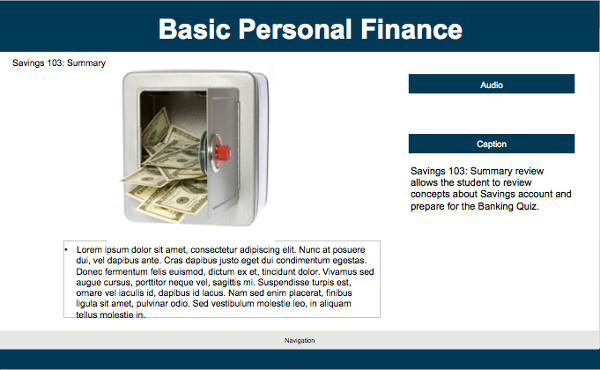 Basic Personal Finance
Savings 103: Summary
Audio
Caption
Savings 103: Summary review
allows the student to review
concepts about Savings account and
prepare for the Banking Quiz.
• Lorem ipsum dolor sit amet, consectetur adipiscing elit. Nunc at posuere
dui, vel dapibus ante. Cras dapibus justo eget dui condimentum egestas.
Donec fermentum felis euismod, dictum ex et, tincidunt dolor. Vivamus sed
augue cursus, porttitor neque vel, sagittis mi. Suspendisse turpis est,
ornare vel iaculis id, dapibus id lacus. Nam sed enim placerat, finibus
ligula sit amet, pulvinar odio. Sed vestibulum molestie leo, in aliquam
tellus molestie in.
Navigation